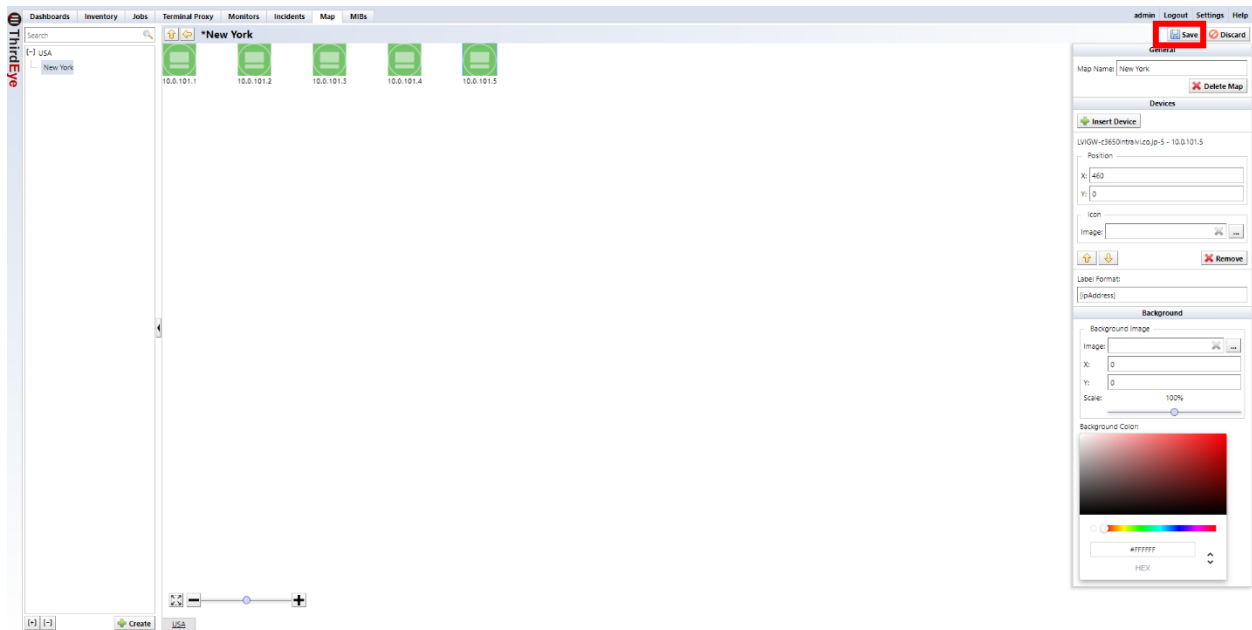 ThirdEye
Dashboards Inventory Jobs Terminal Proxy Monitors Incidents Map MIBs
admin Logout Settings Help
Search
*New York
Save Discard
[-] USA
New York
10.0.101.1 10.0.101.2 10.0.101.3 10.0.101.4 10.0.101.5
General
Map Name: New York
Delete Map
Devices
Insert Device
LVIGW-c3650intralvi.co.jp-5 - 10.0.101.5
Position
X: 460
Y: 0
Icon
Image: ...
Remove
Label Format:
{ipAddress}
Background
Background Image
Image: ...
X: 0
Y: 0
Scale: 100%
Background Color:
#FFFFFF
HEX
[+] [-] Create
USA